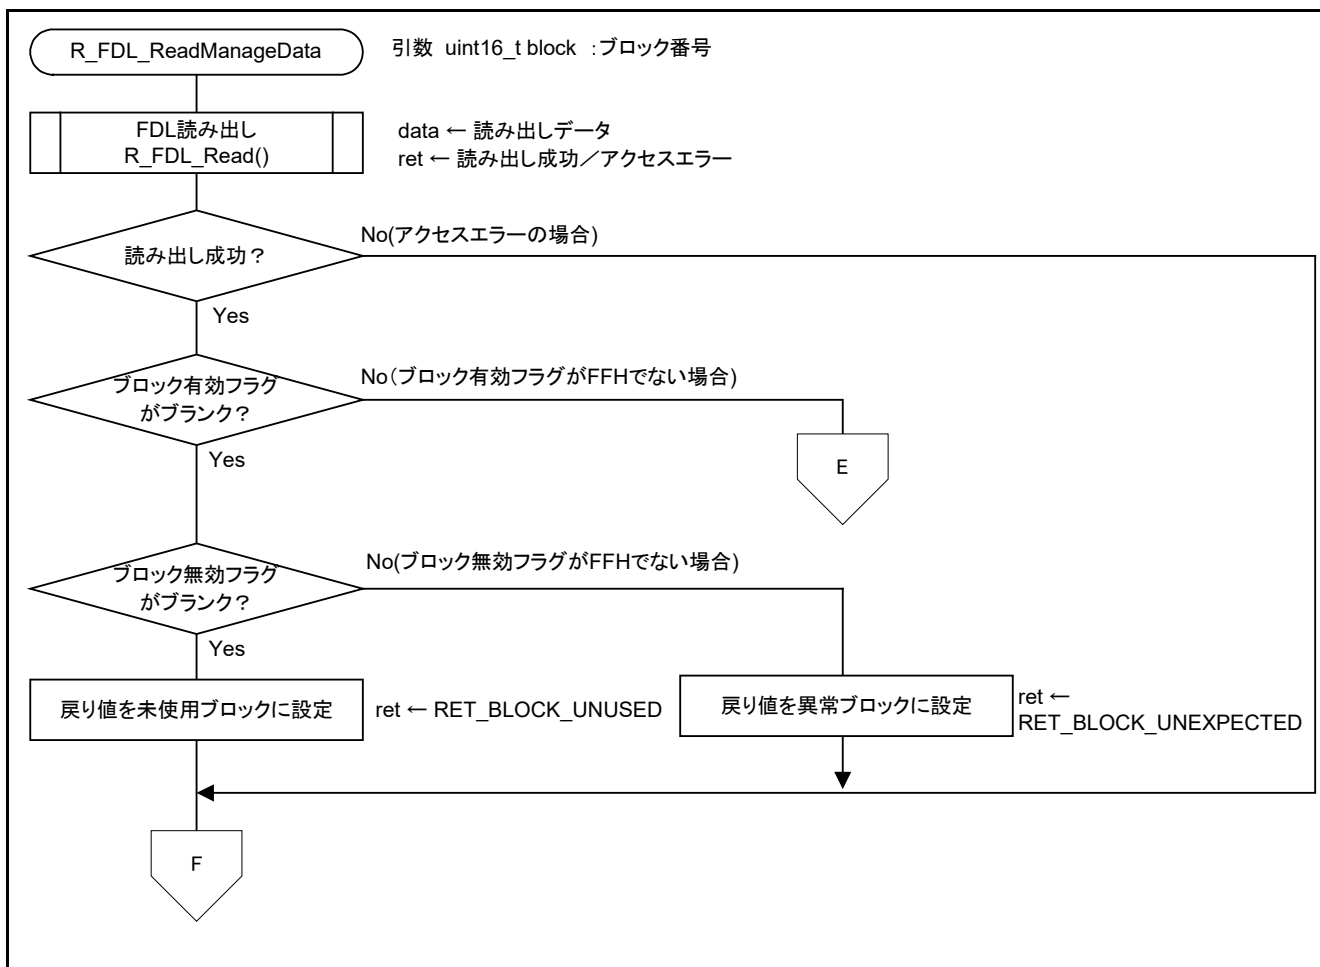 R_FDL_ReadManageData
引数 uint16_t block :ブロック番号
FDL読み出し
R_FDL_Read()
data ← 読み出しデータ
ret ← 読み出し成功／アクセスエラー
読み出し成功？
No(アクセスエラーの場合)
Yes
ブロック有効フラグ
がブランク？
No（ブロック有効フラグがFFHでない場合)
Yes
E
ブロック無効フラグ
がブランク？
No(ブロック無効フラグがFFHでない場合)
Yes
戻り値を未使用ブロックに設定
ret ← RET_BLOCK_UNUSED
戻り値を異常ブロックに設定
ret ←
RET_BLOCK_UNEXPECTED
F